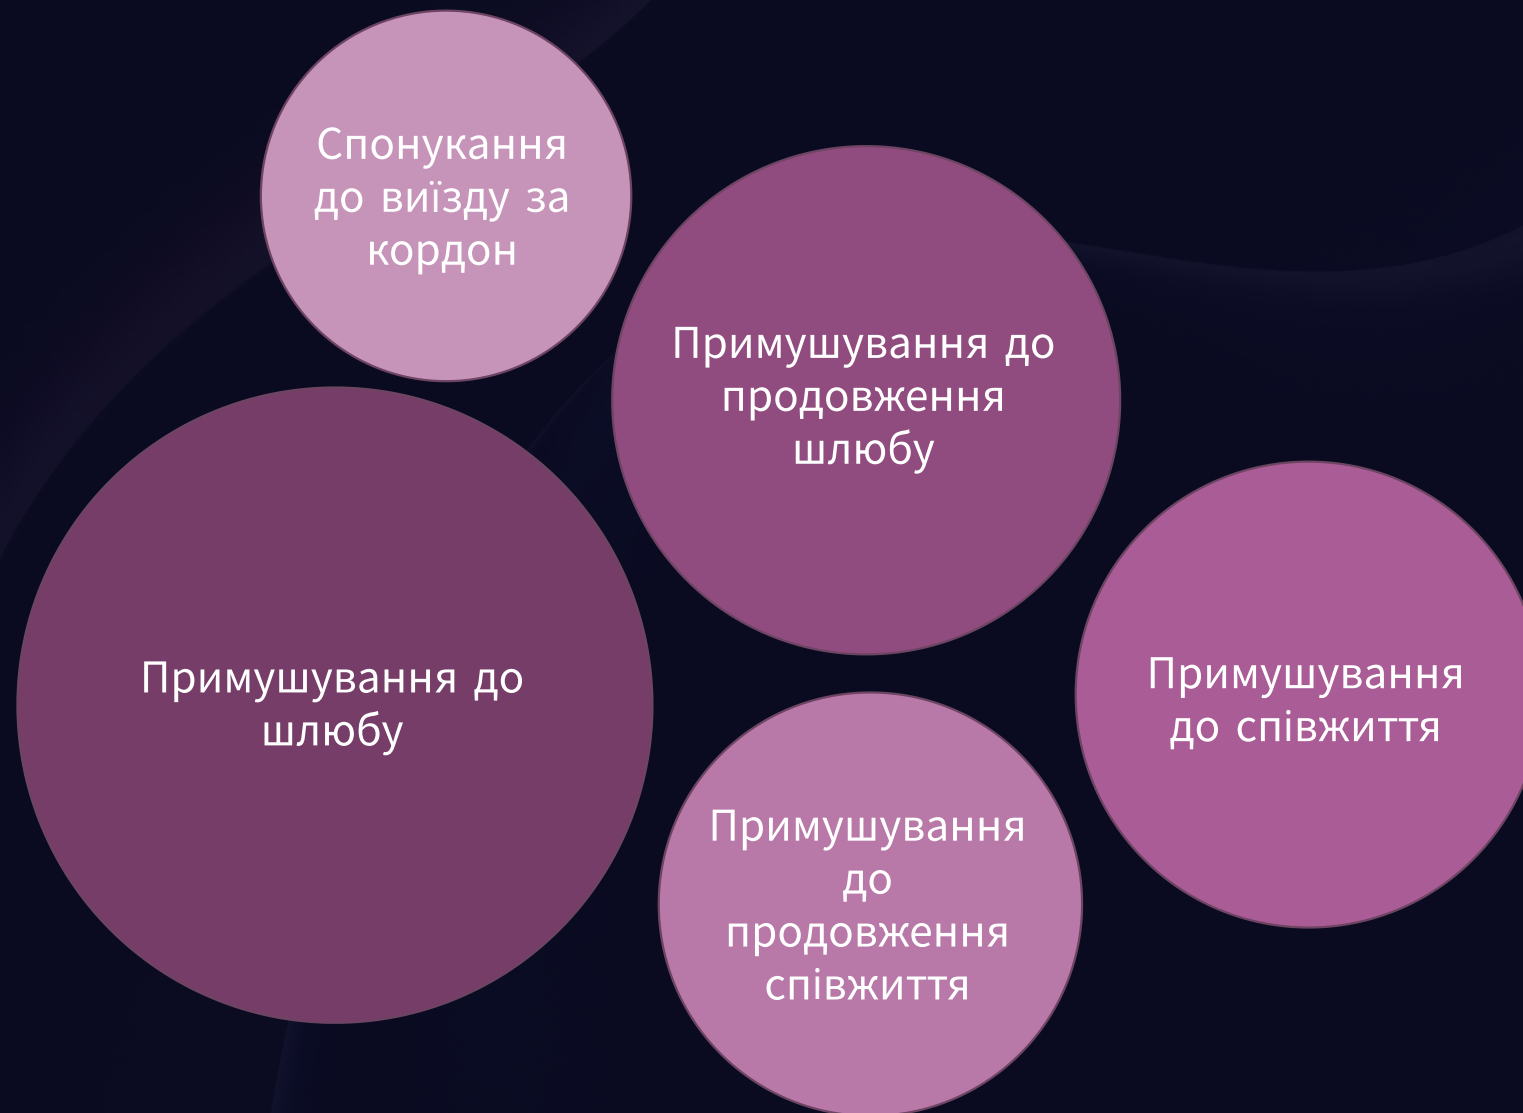 Спонукання
до виїзду за
кордон
Примушування до
продовження
шлюбу
Примушування до
шлюбу
Примушування
до співжиття
Примушування
до
продовження
співжиття